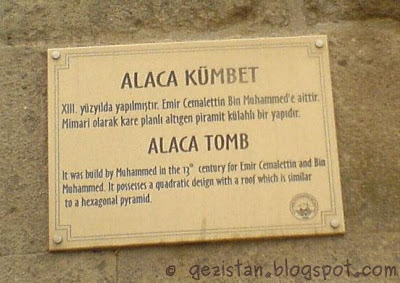 ALACA KÜMBET
XIII. yüzyılda yapılmıştır. Emir Cemalettin Bin Muhammed'e aittir.
Mimari olarak kare planlı altıgen piramit külahlı bir yapıdır.
ALACA TOMB
It was build by Muhammed in the 13th century for Emir Cemalettin and Bin
Muhammed. It possesses a quadratic design with a roof which is similar
to a hexagonal pyramid.
© gezistan.blogspot.com